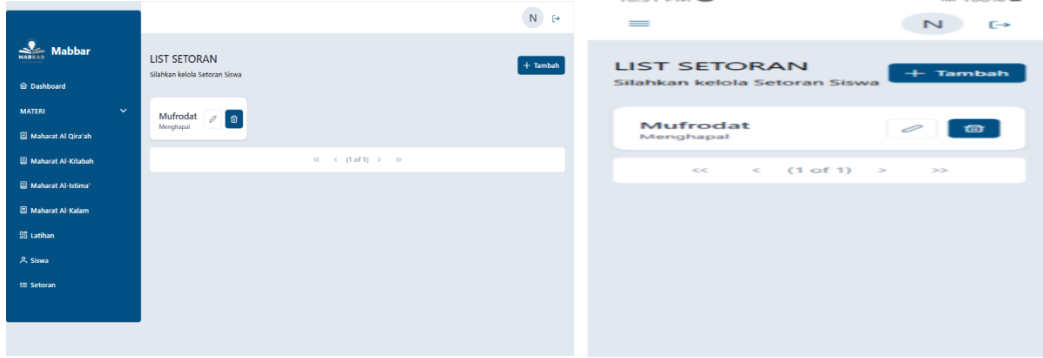 N
MABBAR
Mabbar
Dashboard
MATERI
Maharat Al Qira'ah
Maharat Al-Kitabah
Maharat Al-Istima'
Maharat Al-Kalam
Latihan
Siswa
Setoran
LIST SETORAN
Silahkan kelola Setoran Siswa
+ Tambah
Mufrodat
Menghapal
<< < (1 of 1) > >>
N
LIST SETORAN
Silahkan kelola Setoran Siswa
+ Tambah
Mufrodat
Menghapal
<< < (1 of 1) > >>